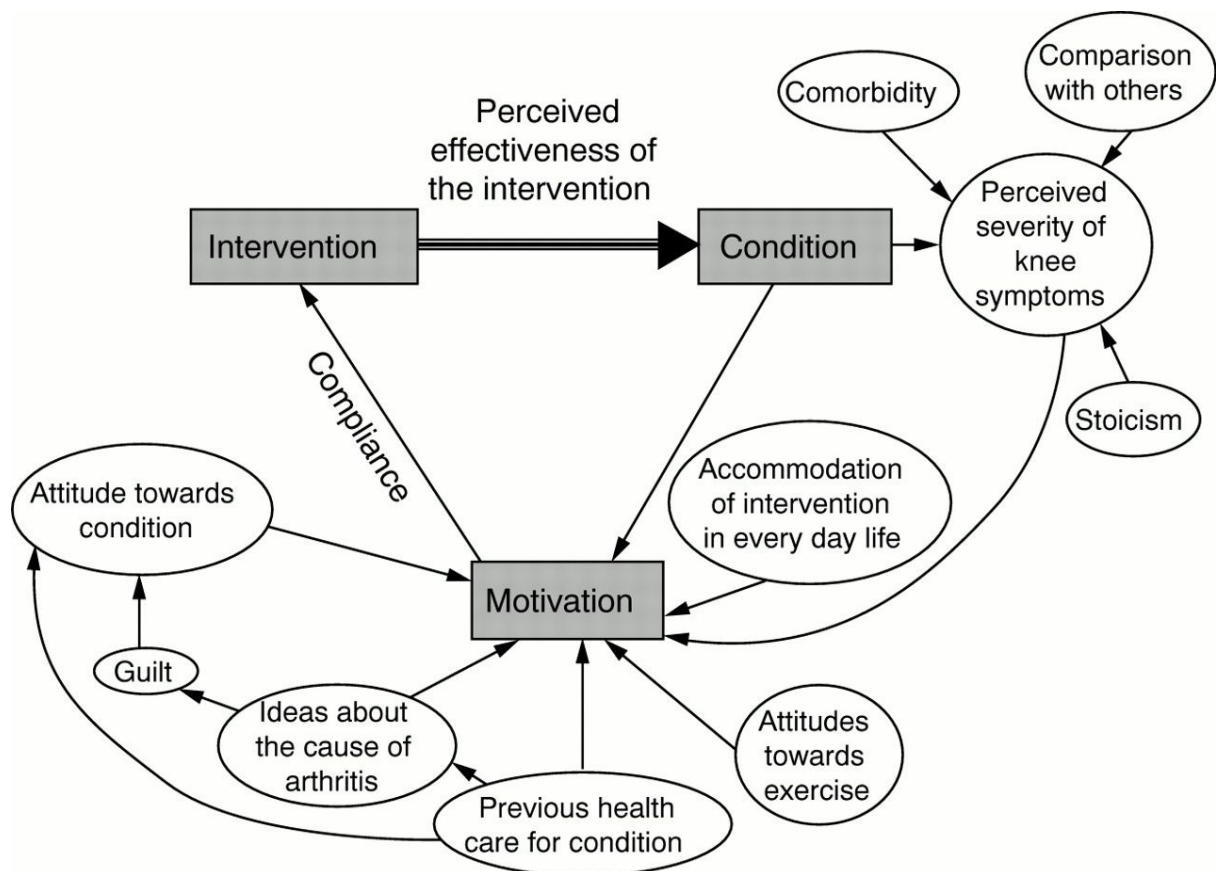 Comorbidity
Comparison
with others
Perceived
effectiveness of
the intervention
Intervention
Condition
Perceived
severity of
knee
symptoms
Compliance
Stoicism
Attitude towards
condition
Accommodation
of intervention
in every day life
Motivation
Guilt
Ideas about
the cause of
arthritis
Attitudes
towards
exercise
Previous health
care for condition